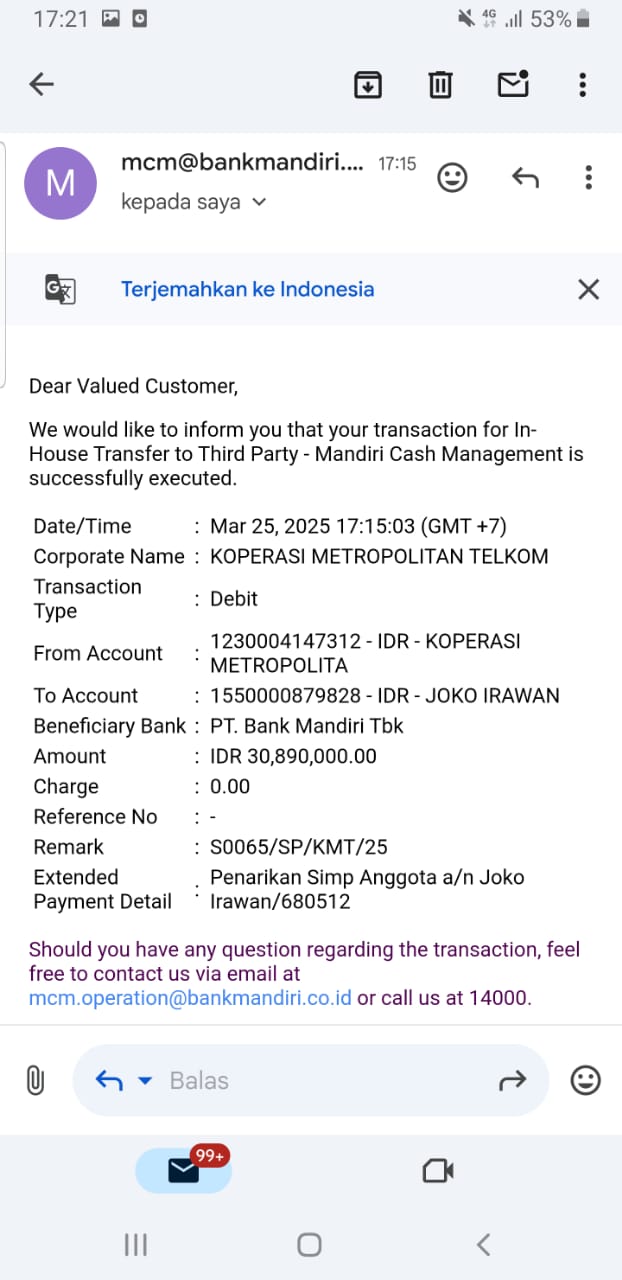 17:21
4G
53%
M
mcm@bankmandiri.... 17:15
kepada saya
Terjemahkan ke Indonesia
Dear Valued Customer,
We would like to inform you that your transaction for In-
House Transfer to Third Party - Mandiri Cash Management is
successfully executed.
Date/Time : Mar 25, 2025 17:15:03 (GMT +7)
Corporate Name : KOPERASI METROPOLITAN TELKOM
Transaction
Type : Debit
From Account : 1230004147312 - IDR - KOPERASI
METROPOLITA
To Account : 1550000879828 - IDR - JOKO IRAWAN
Beneficiary Bank : PT. Bank Mandiri Tbk
Amount : IDR 30,890,000.00
Charge : 0.00
Reference No : -
Remark : S0065/SP/KMT/25
Extended
Payment Detail : Penarikan Simp Anggota a/n Joko
Irawan/680512
Should you have any question regarding the transaction, feel
free to contact us via email at
mcm.operation@bankmandiri.co.id or call us at 14000.
Balas
99+